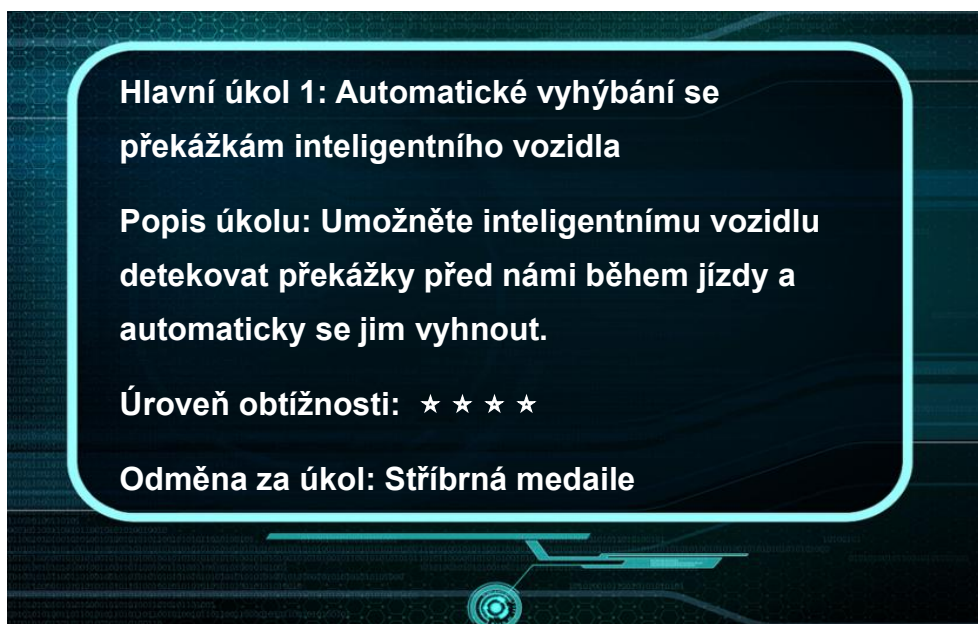 Hlavní úkol 1: Automatické vyhýbání se
překážkám inteligentního vozidla
Popis úkolu: Umožněte inteligentnímu vozidlu
detekovat překážky před námi během jízdy a
automaticky se jim vyhnout.
Úroveň obtížnosti: ★ ★ ★ ★
Odměna za úkol: Stříbrná medaile